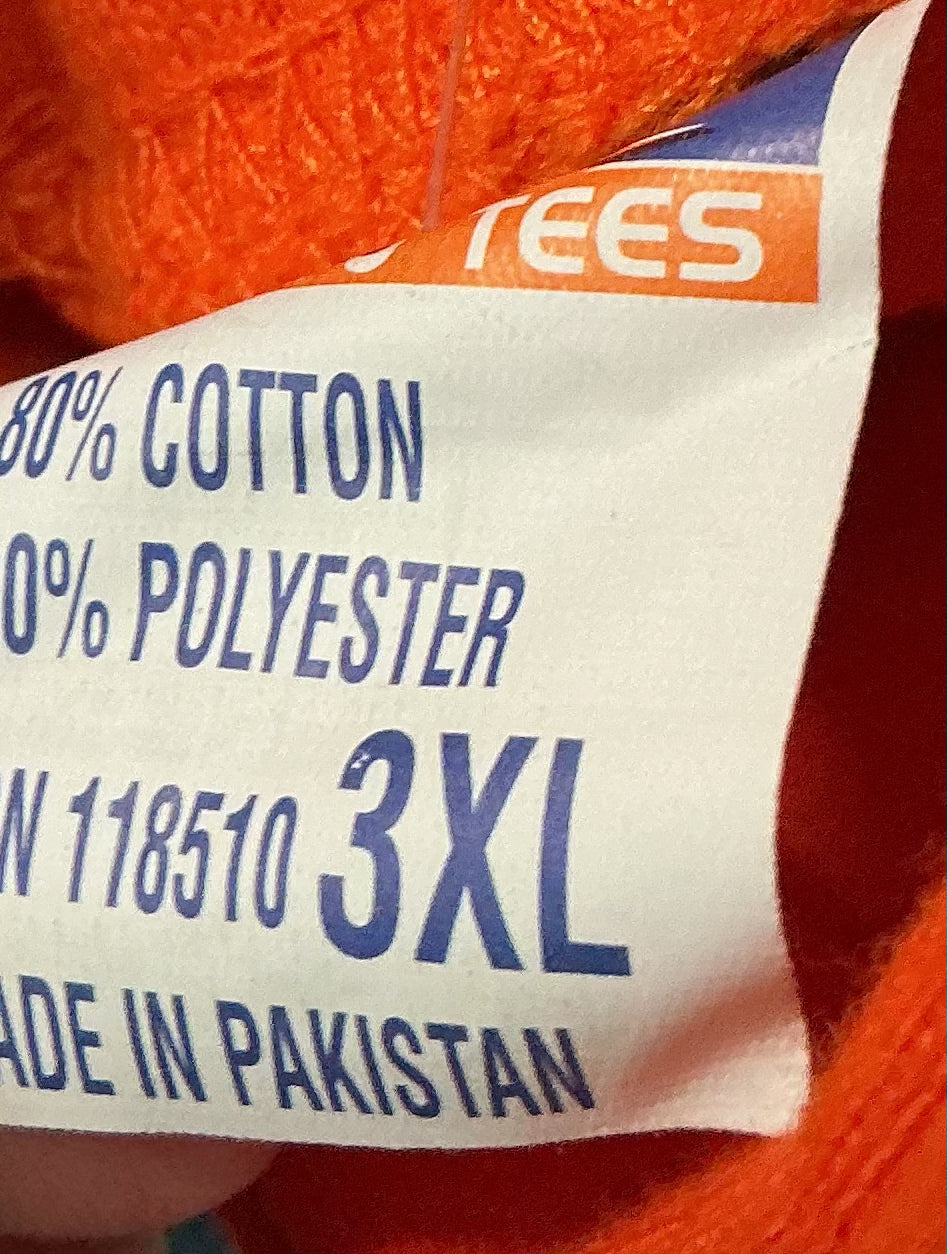 TEES
80% COTTON
0% POLYESTER
N 118510 3XL
ADE IN PAKISTAN